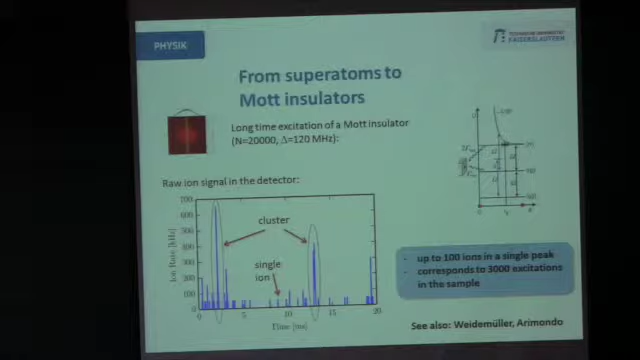 PHYSIK
TECHNISCHE UNIVERSITÄT
KAISERSLAUTERN
From superatoms to
Mott insulators
Long time excitation of a Mott insulator
(N=20000, Δ=120 MHz):
Raw ion signal in the detector:
700
600
500
400
300
200
100
0
Ion Rate [kHz]
cluster
single
ion
0
5
10
15
20
Time [ms]
- up to 100 ions in a single peak
- corresponds to 3000 excitations
in the sample
See also: Weidemüller, Arimondo